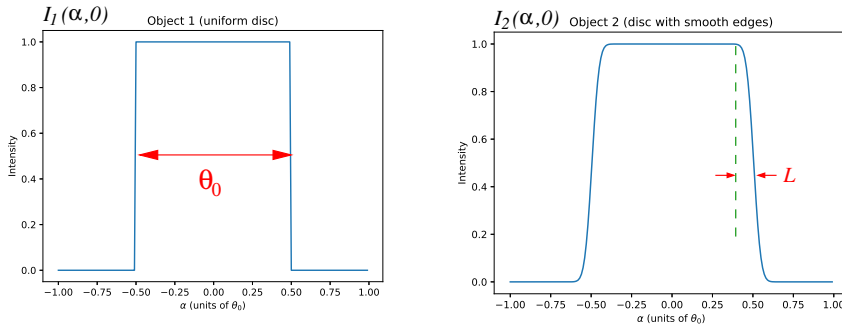 I₁(α,0)
Object 1 (uniform disc)
Intensity
1.0
0.8
0.6
0.4
0.2
0.0
θ₀
−1.00 −0.75 −0.50 −0.25 0.00 0.25 0.50 0.75 1.00
α (units of θ₀)
I₂(α,0)
Object 2 (disc with smooth edges)
Intensity
1.0
0.8
0.6
0.4
0.2
0.0
L
−1.00 −0.75 −0.50 −0.25 0.00 0.25 0.50 0.75 1.00
α (units of θ₀)